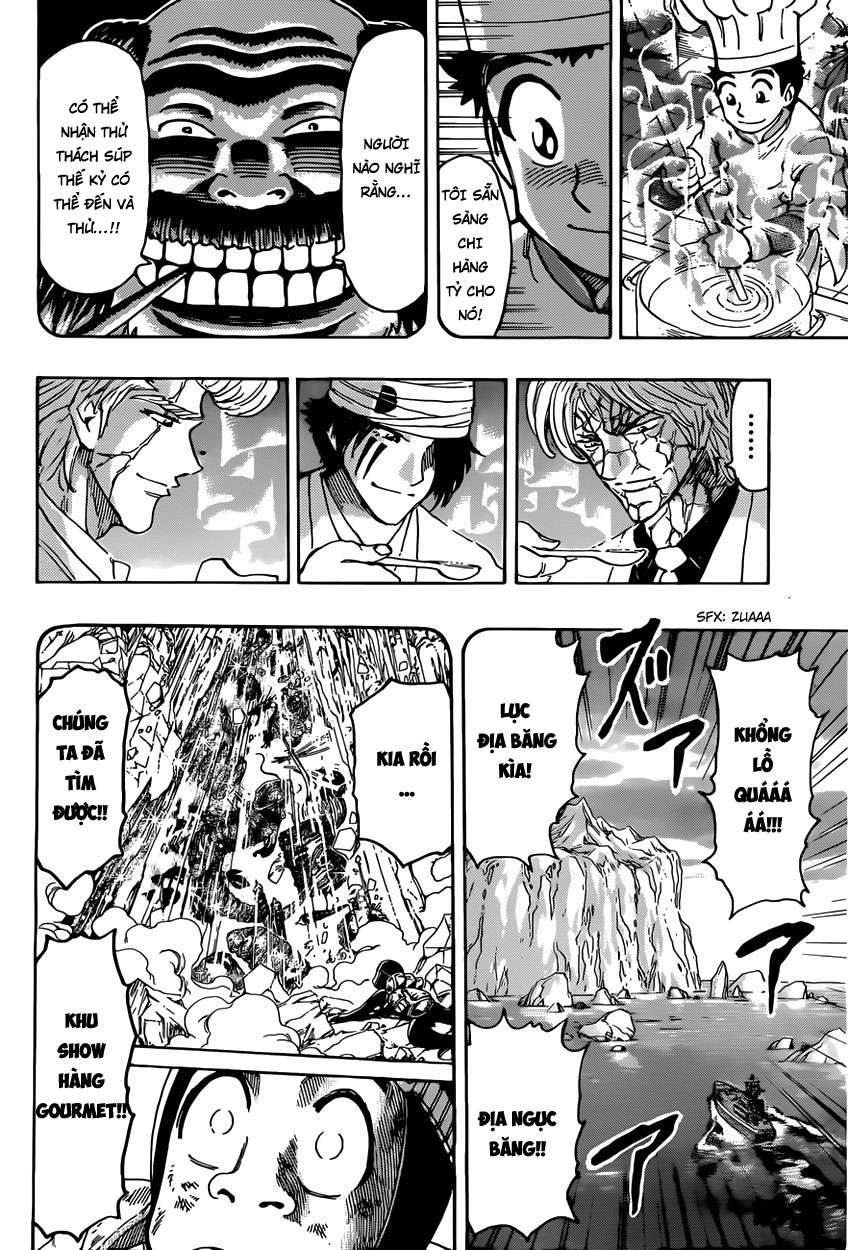 TÔI SẴN
SÀNG
CHI
HÀNG
TỶ CHO
NÓ!
NGƯỜI
NÀO NGHĨ
RẰNG...
CÓ THỂ
NHẬN THỬ
THÁCH SÚP
THẾ KỶ CÓ
THỂ ĐẾN VÀ
THỬ...!!
......
SFX: ZUAAA
KHỔNG
LỒ
QUÁÁÁ
ÁÁ!!!
LỤC
ĐỊA BĂNG
KÌA!
ズ
ア
ア
ア
ĐỊA NGỤC
BĂNG!!
KIA RỒI
...
CHÚNG
TA ĐÃ
TÌM
ĐƯỢC!!
KHU
SHOW
HÀNG
GOURMET!!